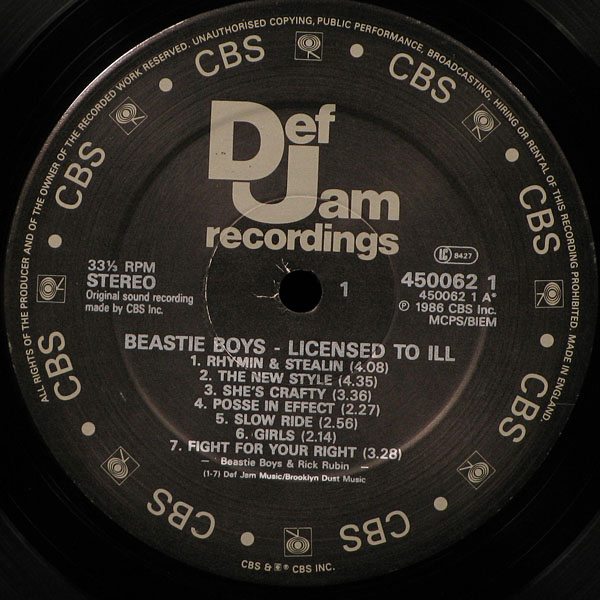 ALL RIGHTS OF THE PRODUCER AND OF THE OWNER OF THE RECORDED WORK RESERVED. UNAUTHORISED COPYING, PUBLIC PERFORMANCE, BROADCASTING, HIRING OR RENTAL OF THIS RECORDING PROHIBITED. MADE IN ENGLAND.
CBS
CBS
CBS
CBS
CBS
CBS
CBS
CBS
Def
Jam
recordings
33⅓ RPM
STEREO
Original sound recording
made by CBS Inc.
1
LC 8427
450062 1
450062 1 A*
℗ 1986 CBS Inc.
MCPS/BIEM
BEASTIE BOYS - LICENSED TO ILL
1. RHYMIN & STEALIN (4.08)
2. THE NEW STYLE (4.35)
3. SHE'S CRAFTY (3.36)
4. POSSE IN EFFECT (2.27)
5. SLOW RIDE (2.56)
6. GIRLS (2.14)
7. FIGHT FOR YOUR RIGHT (3.28)
— Beastie Boys & Rick Rubin —
(1-7) Def Jam Music/Brooklyn Dust Music
CBS & ® CBS INC.